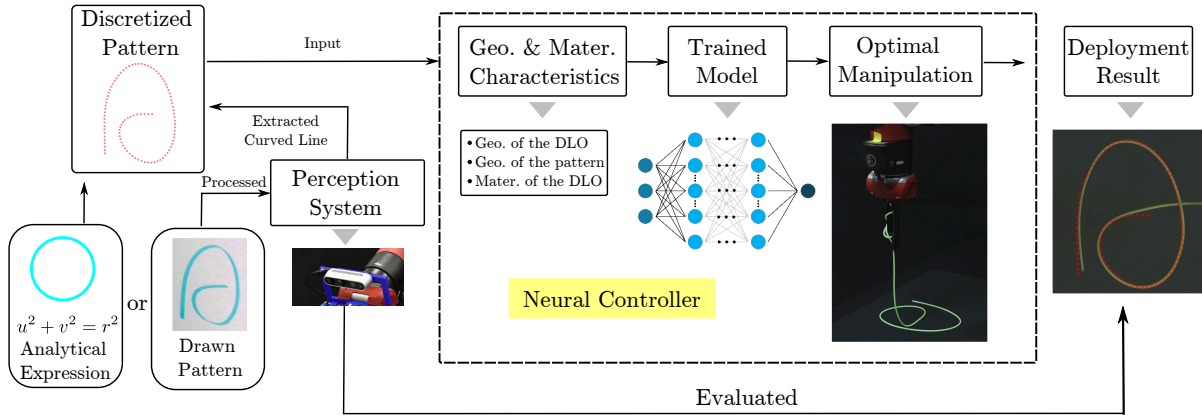 Discretized
Pattern
Input
Extracted
Curved Line
Processed
Perception
System
u² + v² = r²
Analytical
Expression
or
Drawn
Pattern
Geo. & Mater.
Characteristics
Trained
Model
Optimal
Manipulation
Deployment
Result
• Geo. of the DLO
• Geo. of the pattern
• Mater. of the DLO
Neural Controller
Evaluated